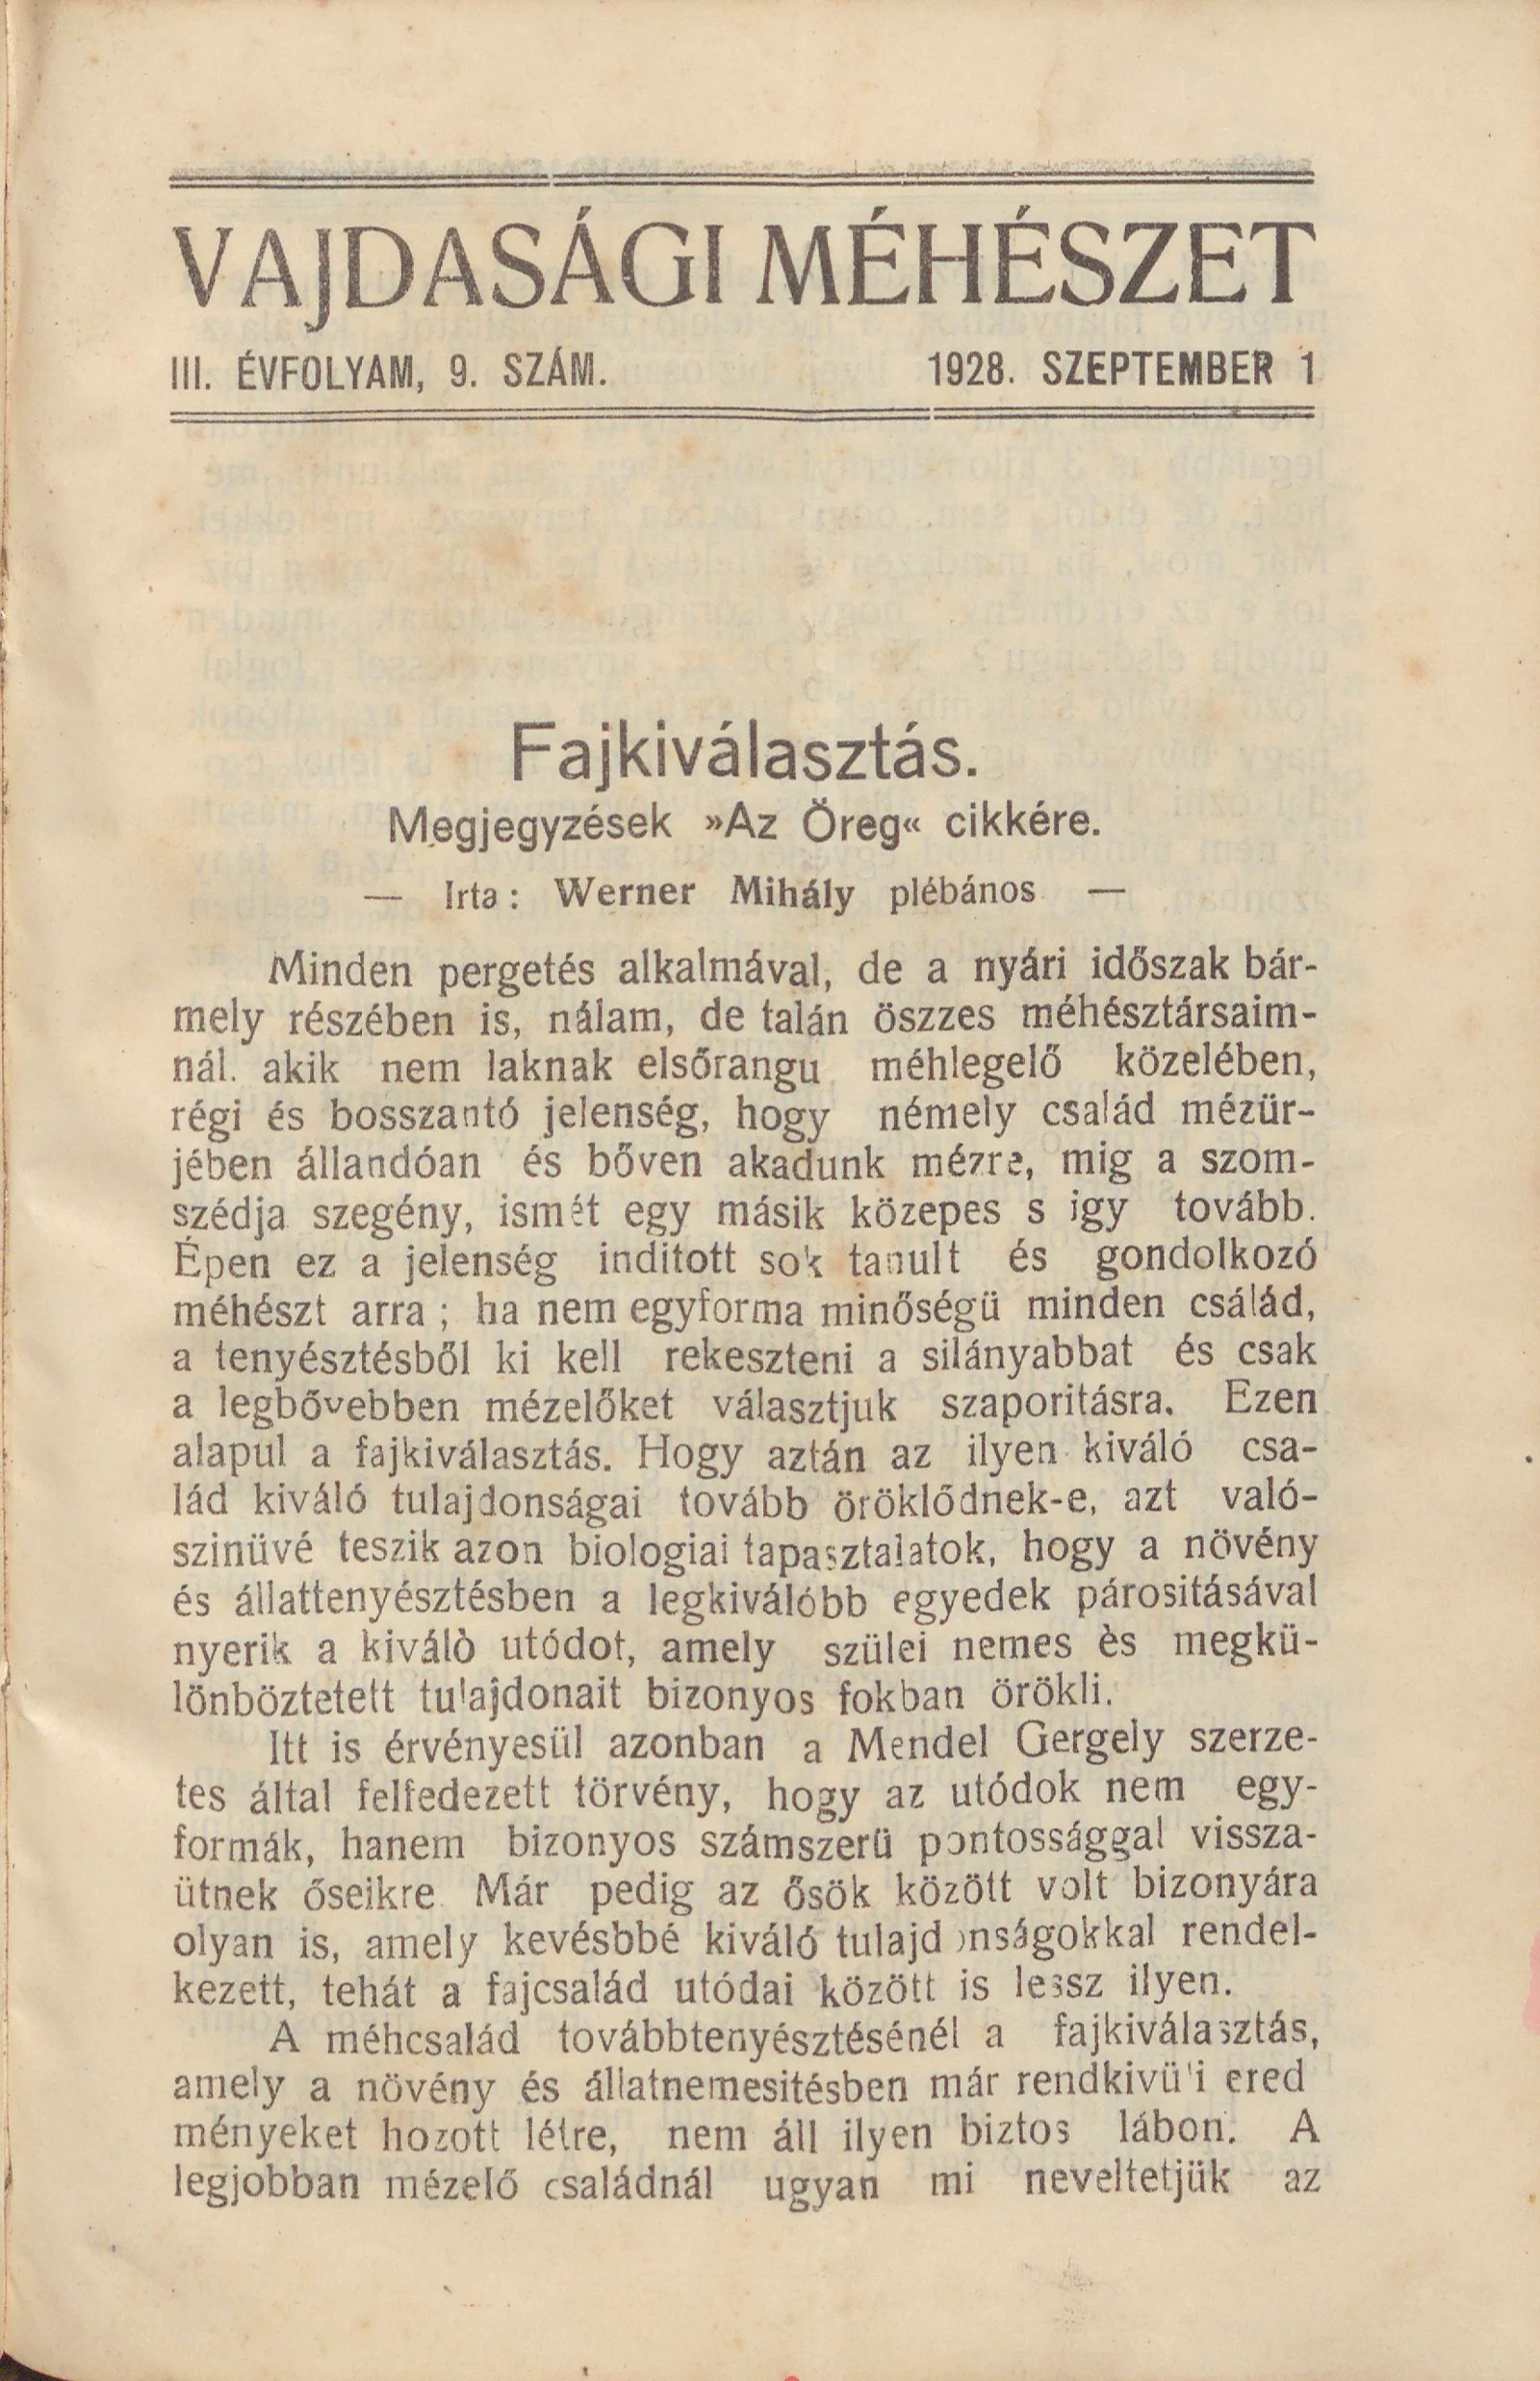 VAJDASÁGI MÉHÉSZET
III. ÉVFOLYAM, 9. SZÁM. 1928. SZEPTEMBER 1
Fajkiválasztás.
Megjegyzések »Az Öreg« cikkére.
— Irta: Werner Mihály plébános —
Minden pergetés alkalmával, de a nyári időszak bár-
mely részében is, nálam, de talán öszzes méhésztársaim-
nál. akik nem laknak elsőrangu méhlegelő közelében,
régi és bosszantó jelenség, hogy némely család mézür-
jében állandóan és bőven akadunk mézre, mig a szom-
szédja szegény, ismét egy másik közepes s igy tovább.
Épen ez a jelenség inditott sok tanult és gondolkozó
méhészt arra ; ha nem egyforma minőségü minden csálád,
a tenyésztésből ki kell rekeszteni a silányabbat és csak
a legbővebben mézelőket választjuk szaporitásra. Ezen
alapul a fajkiválasztás. Hogy aztán az ilyen kiváló csa-
lád kiváló tulajdonságai tovább öröklődnek-e, azt való-
szinüvé teszik azon biologiai tapasztalatok, hogy a növény
és állattenyésztésben a legkiválóbb egyedek párositásával
nyerik a kiválò utódot, amely szülei nemes ès megkü-
lönböztetett tulajdonait bizonyos fokban örökli.
Itt is érvényesül azonban a Mendel Gergely szerze-
tes által felfedezett törvény, hogy az utódok nem egy-
formák, hanem bizonyos számszerü pontossággal vissza-
ütnek őseikre. Már pedig az ősök között volt bizonyára
olyan is, amely kevésbbé kiváló tulajdonságokkal rendel-
kezett, tehát a fajcsalád utódai között is lessz ilyen.
A méhcsalád továbbtenyésztésénél a fajkiválasztás,
amely a növény és állatnemesitésben már rendkivüli ered
ményeket hozott létre, nem áll ilyen biztos lábon. A
legjobban mézelő családnál ugyan mi neveltetjük az